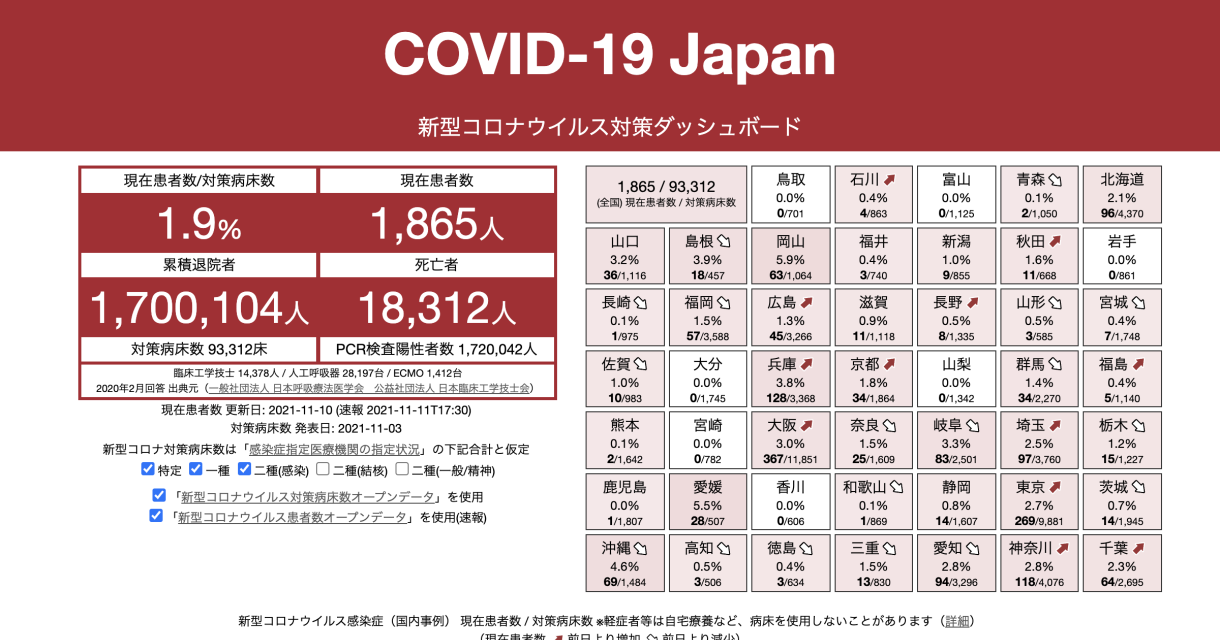 COVID-19 Japan
新型コロナウイルス対策ダッシュボード
現在患者数/対策病床数
現在患者数
1.9%
1,865人
累積退院者
死亡者
1,700,104人
18,312人
対策病床数 93,312床
PCR検査陽性者数 1,720,042人
臨床工学技士 14,378人 / 人工呼吸器 28,197台 / ECMO 1,412台
2020年2月回答 出典元（一般社団法人 日本呼吸療法医学会　公益社団法人 日本臨床工学技士会）
現在患者数 更新日: 2021-11-10 (速報 2021-11-11T17:30)
対策病床数 発表日: 2021-11-03
新型コロナ対策病床数は「感染症指定医療機関の指定状況」の下記合計と仮定
特定 一種 二種(感染) 二種(結核) 二種(一般/精神)
「新型コロナウイルス対策病床数オープンデータ」を使用
「新型コロナウイルス患者数オープンデータ」を使用(速報)
1,865 / 93,312
(全国) 現在患者数 / 対策病床数
鳥取
0.0%
0/701
石川
0.4%
4/863
富山
0.0%
0/1,125
青森
0.1%
2/1,050
北海道
2.1%
96/4,370
山口
3.2%
36/1,116
島根
3.9%
18/457
岡山
5.9%
63/1,064
福井
0.4%
3/740
新潟
1.0%
9/855
秋田
1.6%
11/668
岩手
0.0%
0/861
長崎
0.1%
1/975
福岡
1.5%
57/3,588
広島
1.3%
45/3,266
滋賀
0.9%
11/1,118
長野
0.5%
8/1,335
山形
0.5%
3/585
宮城
0.4%
7/1,748
佐賀
1.0%
10/983
大分
0.0%
0/1,745
兵庫
3.8%
128/3,368
京都
1.8%
34/1,864
山梨
0.0%
0/1,342
群馬
1.4%
34/2,270
福島
0.4%
5/1,140
熊本
0.1%
2/1,642
宮崎
0.0%
0/782
大阪
3.0%
367/11,851
奈良
1.5%
25/1,609
岐阜
3.3%
83/2,501
埼玉
2.5%
97/3,760
栃木
1.2%
15/1,227
鹿児島
0.0%
1/1,807
愛媛
5.5%
28/507
香川
0.0%
0/606
和歌山
0.1%
1/869
静岡
0.8%
14/1,607
東京
2.7%
269/9,881
茨城
0.7%
14/1,945
沖縄
4.6%
69/1,484
高知
0.5%
3/506
徳島
0.4%
3/634
三重
1.5%
13/830
愛知
2.8%
94/3,296
神奈川
2.8%
118/4,076
千葉
2.3%
64/2,695
新型コロナウイルス感染症（国内事例） 現在患者数 / 対策病床数 ※軽症者等は自宅療養など、病床を使用しないことがあります（詳細）
（現在患者数 前日より増加 前日より減少）